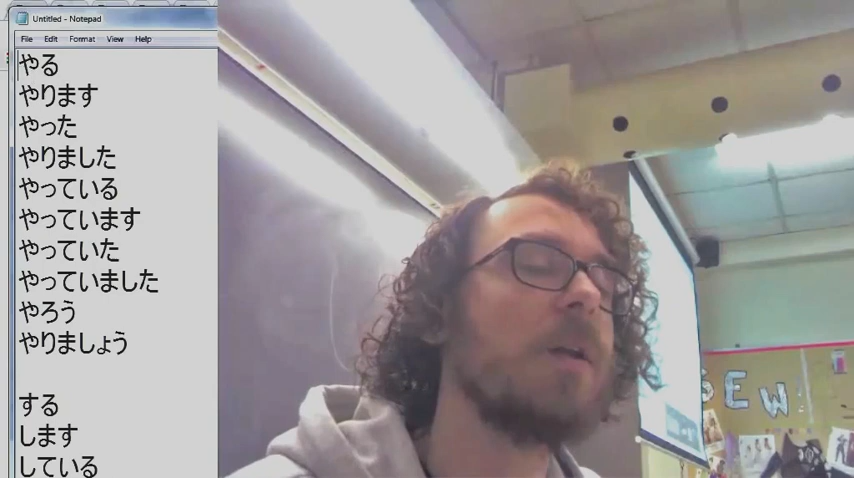 Untitled - Notepad
File Edit Format View Help
やる
やります
やった
やりました
やっている
やっています
やっていた
やっていました
やろう
やりましょう
する
します
している
SEW